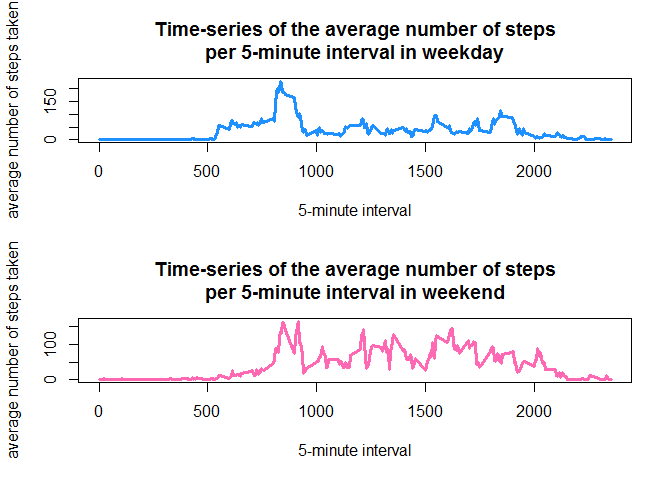 Time-series of the average number of steps
per 5-minute interval in weekday
average number of steps taken
150
0
0 500 1000 1500 2000
5-minute interval
Time-series of the average number of steps
per 5-minute interval in weekend
average number of steps taken
100
0
0 500 1000 1500 2000
5-minute interval